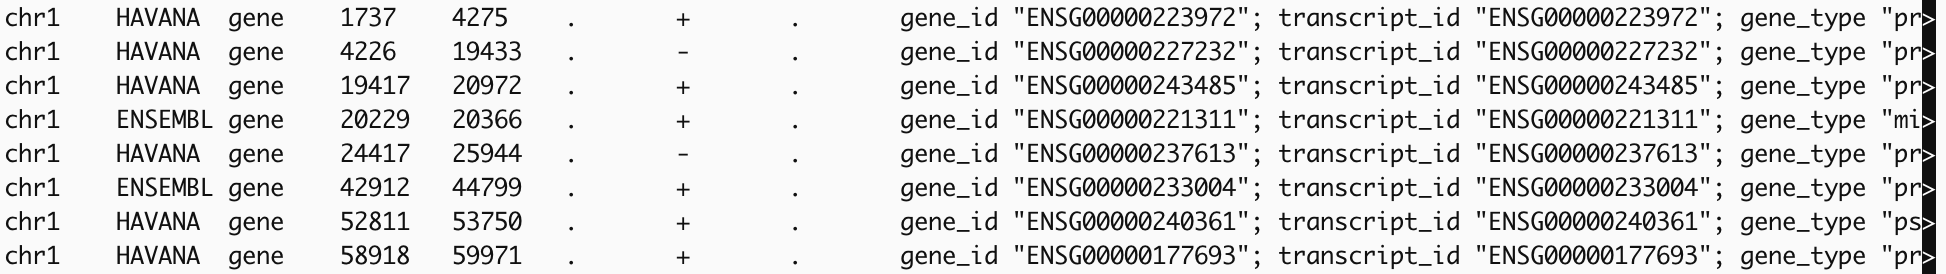 chr1 HAVANA gene 1737 4275 . + . gene_id "ENSG00000223972"; transcript_id "ENSG00000223972"; gene_type "pr>
chr1 HAVANA gene 4226 19433 . - . gene_id "ENSG00000227232"; transcript_id "ENSG00000227232"; gene_type "pr>
chr1 HAVANA gene 19417 20972 . + . gene_id "ENSG00000243485"; transcript_id "ENSG00000243485"; gene_type "pr>
chr1 ENSEMBL gene 20229 20366 . + . gene_id "ENSG00000221311"; transcript_id "ENSG00000221311"; gene_type "mi>
chr1 HAVANA gene 24417 25944 . - . gene_id "ENSG00000237613"; transcript_id "ENSG00000237613"; gene_type "pr>
chr1 ENSEMBL gene 42912 44799 . + . gene_id "ENSG00000233004"; transcript_id "ENSG00000233004"; gene_type "pr>
chr1 HAVANA gene 52811 53750 . + . gene_id "ENSG00000240361"; transcript_id "ENSG00000240361"; gene_type "ps>
chr1 HAVANA gene 58918 59971 . + . gene_id "ENSG00000177693"; transcript_id "ENSG00000177693"; gene_type "pr>